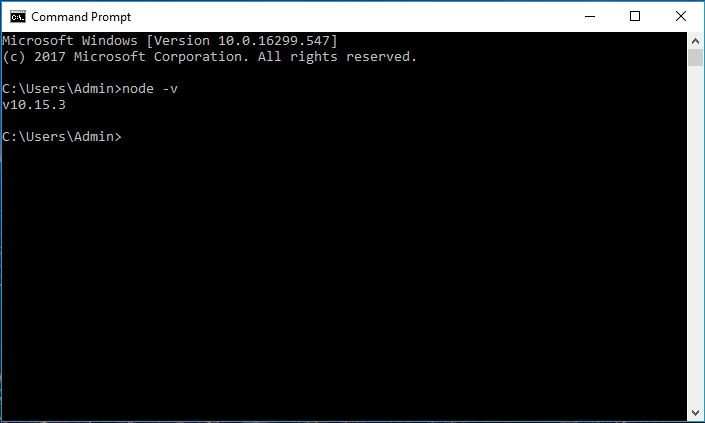 Command Prompt
Microsoft Windows [Version 10.0.16299.547]
(c) 2017 Microsoft Corporation. All rights reserved.
C:\Users\Admin>node -v
v10.15.3
C:\Users\Admin>